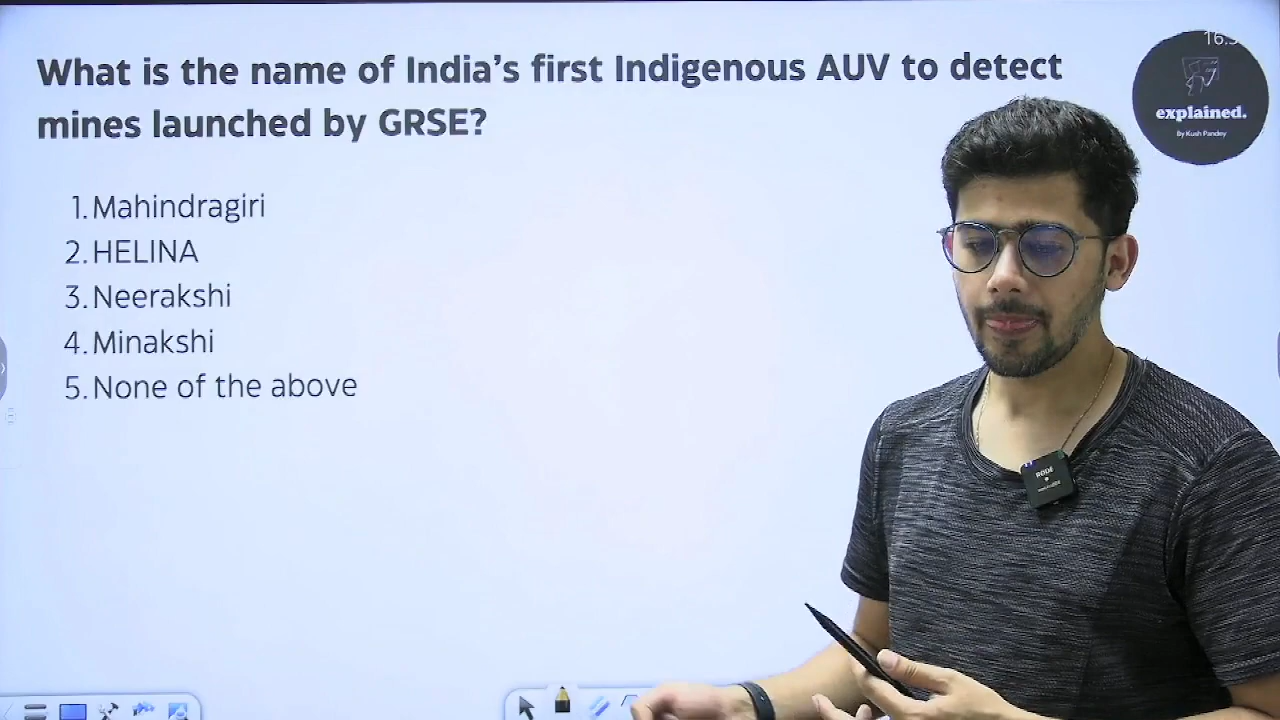 What is the name of India's first Indigenous AUV to detect
mines launched by GRSE?
1. Mahindragiri
2. HELINA
3. Neerakshi
4. Minakshi
5. None of the above
explained.
By Kush Pandey
RODE